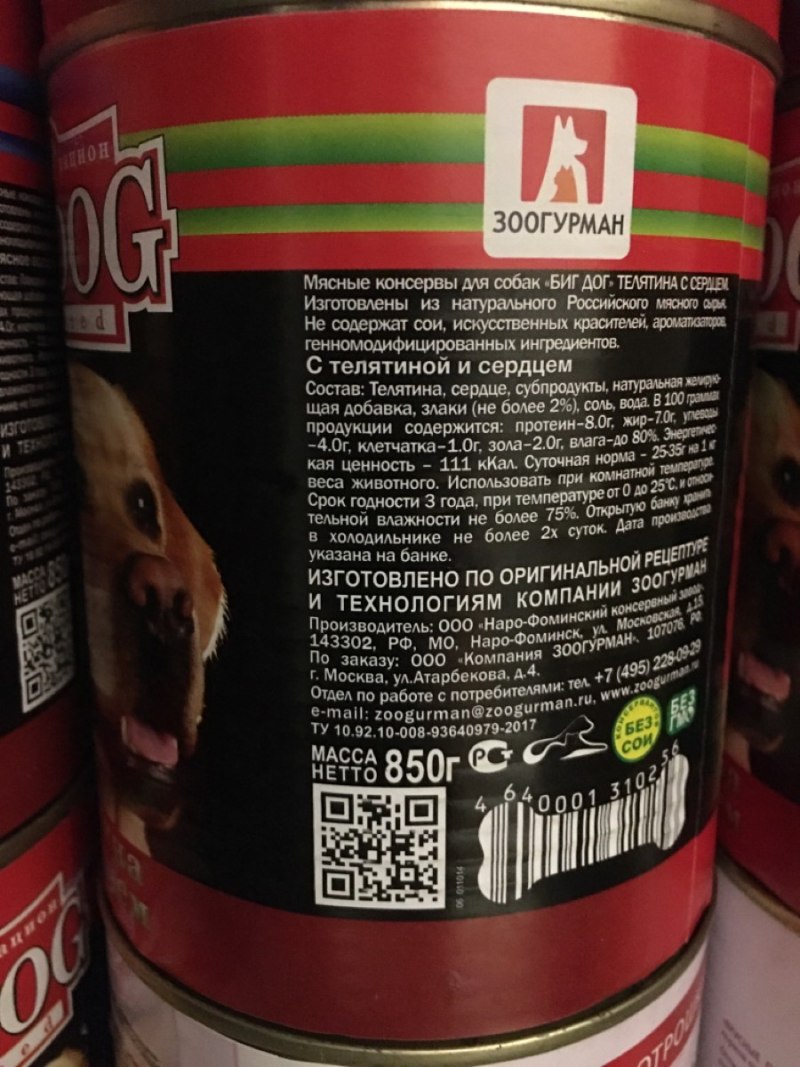 ЗООГУРМАН
ЦИОН
DOG
Мясные консервы для собак «БИГ ДОГ» ТЕЛЯТИНА С СЕРДЦЕМ.
Изготовлены из натурального Российского мясного сырья.
Не содержат сои, искусственных красителей, ароматизаторов,
генномодифицированных ингредиентов.
С телятиной и сердцем
Состав: Телятина, сердце, субпродукты, натуральная желирую-
щая добавка, злаки (не более 2%), соль, вода. В 100 граммах
продукции содержится: протеин-8.0г, жир-7.0г, углеводы
-4.0г, клетчатка-1.0г, зола-2.0г, влага-до 80%. Энергетичес-
кая ценность - 111 кКал. Суточная норма - 25-35г на 1 кг
веса животного. Использовать при комнатной температуре.
Срок годности 3 года, при температуре от 0 до 25°С, и относи-
тельной влажности не более 75%. Открытую банку хранить
в холодильнике не более 2х суток. Дата производства
указана на банке.
ИЗГОТОВЛЕНО ПО ОРИГИНАЛЬНОЙ РЕЦЕПТУРЕ
И ТЕХНОЛОГИЯМ КОМПАНИИ ЗООГУРМАН
Производитель: ООО «Наро-Фоминский консервный завод»,
143302, РФ, МО, Наро-Фоминск, ул. Московская, д.15.
По заказу: ООО «Компания ЗООГУРМАН». 107076, РФ,
г. Москва, ул.Атарбекова, д.4.
Отдел по работе с потребителями: тел. +7 (495) 228-09-29
e-mail: zoogurman@zoogurman.ru, www.zoogurman.ru
ТУ 10.92.10-008-93640979-2017
МАССА
НЕТТО 850г
РСТ
БЕЗ
СОИ
БЕЗ
ГМО
4 640001 310256
06 011014
МАССА
НЕТТО
OG